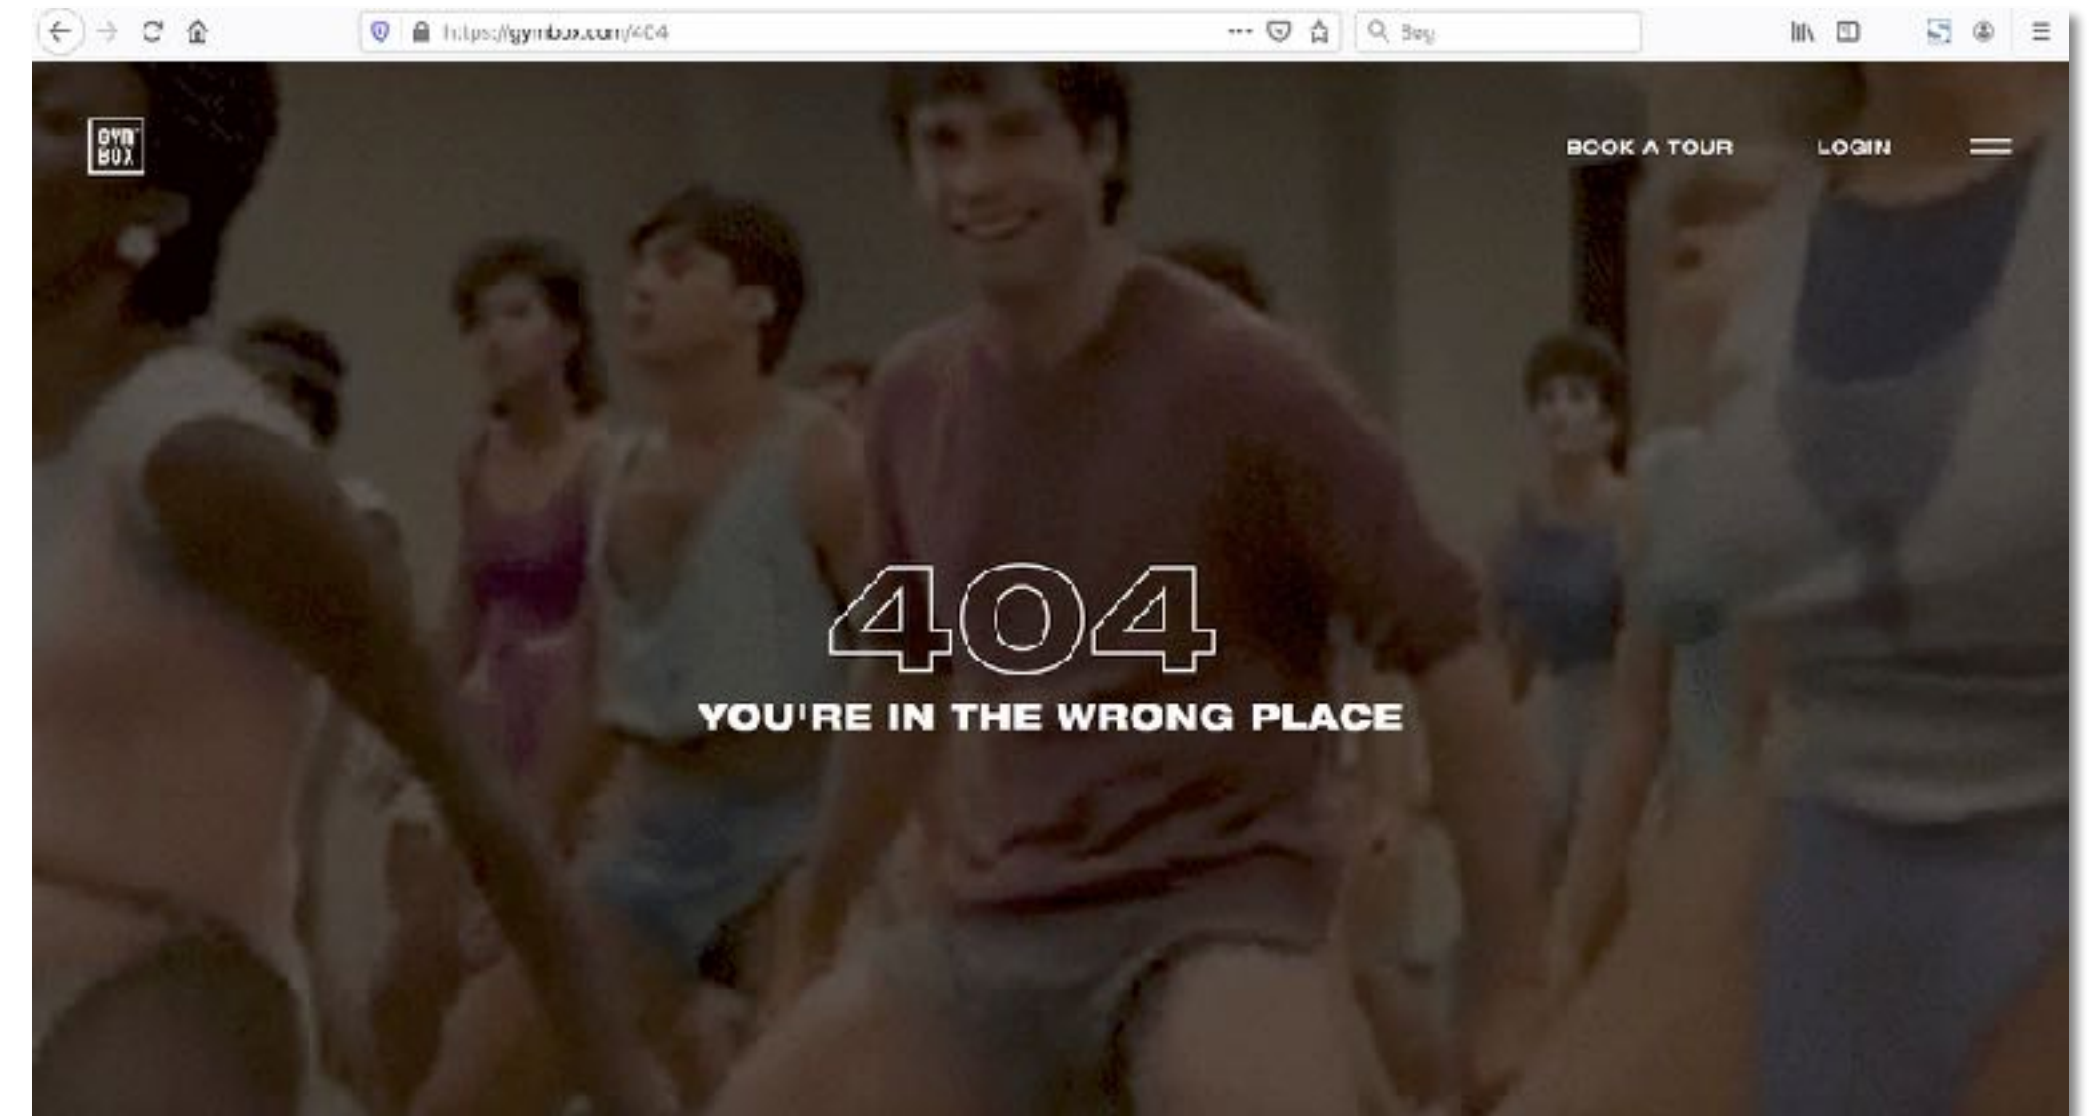 https://gymbox.com/404
GYM
BOX
BOOK A TOUR
LOGIN
404
YOU'RE IN THE WRONG PLACE